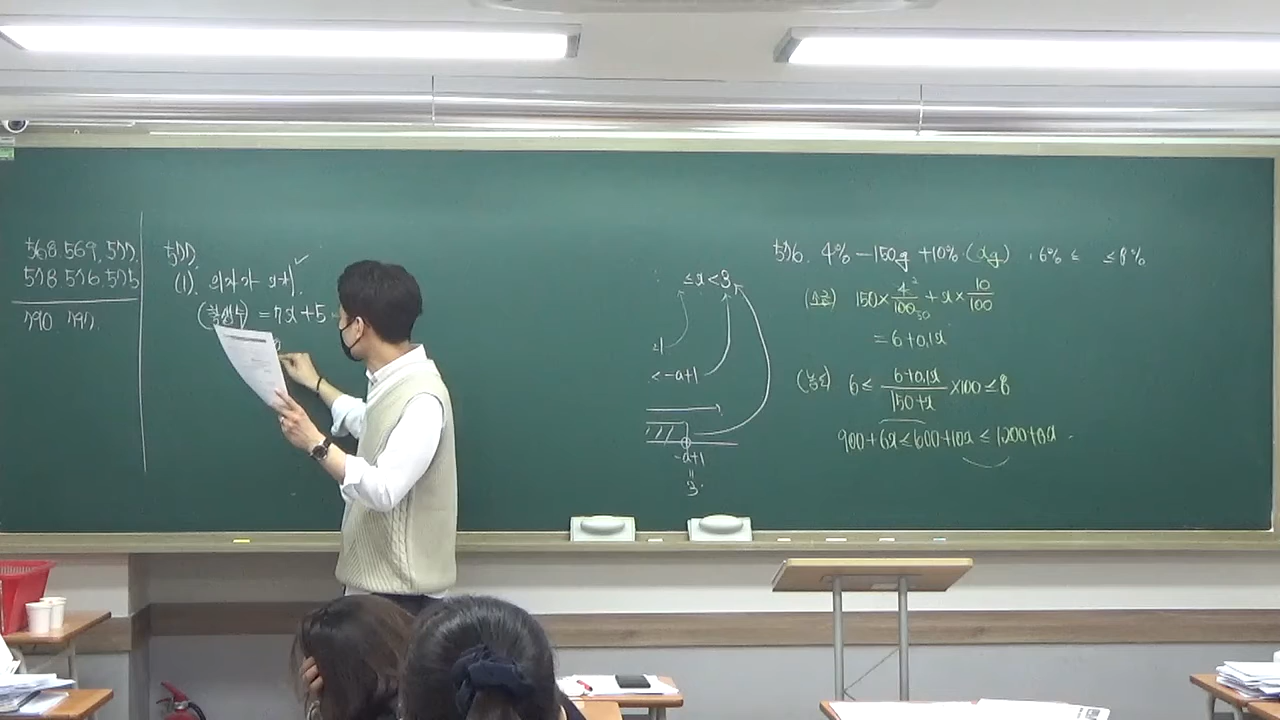 568. 569. 577.
578. 576. 575
790. 797.
577.
(1). 의자가 x개. ✓
(학생수) = 7x+5
≤x<3
<-a+1
-a+1
=
3.
576. 4% - 150g + 10% (xg) . 6% ≤ ≤ 8%
(소금) 150× 4/100 + x× 10/100
= 6+0.1x
(농도) 6 ≤ (6+0.1x)/(150+x) ×100 ≤ 8
900+6x ≤ 600+10x ≤ 1200+8x